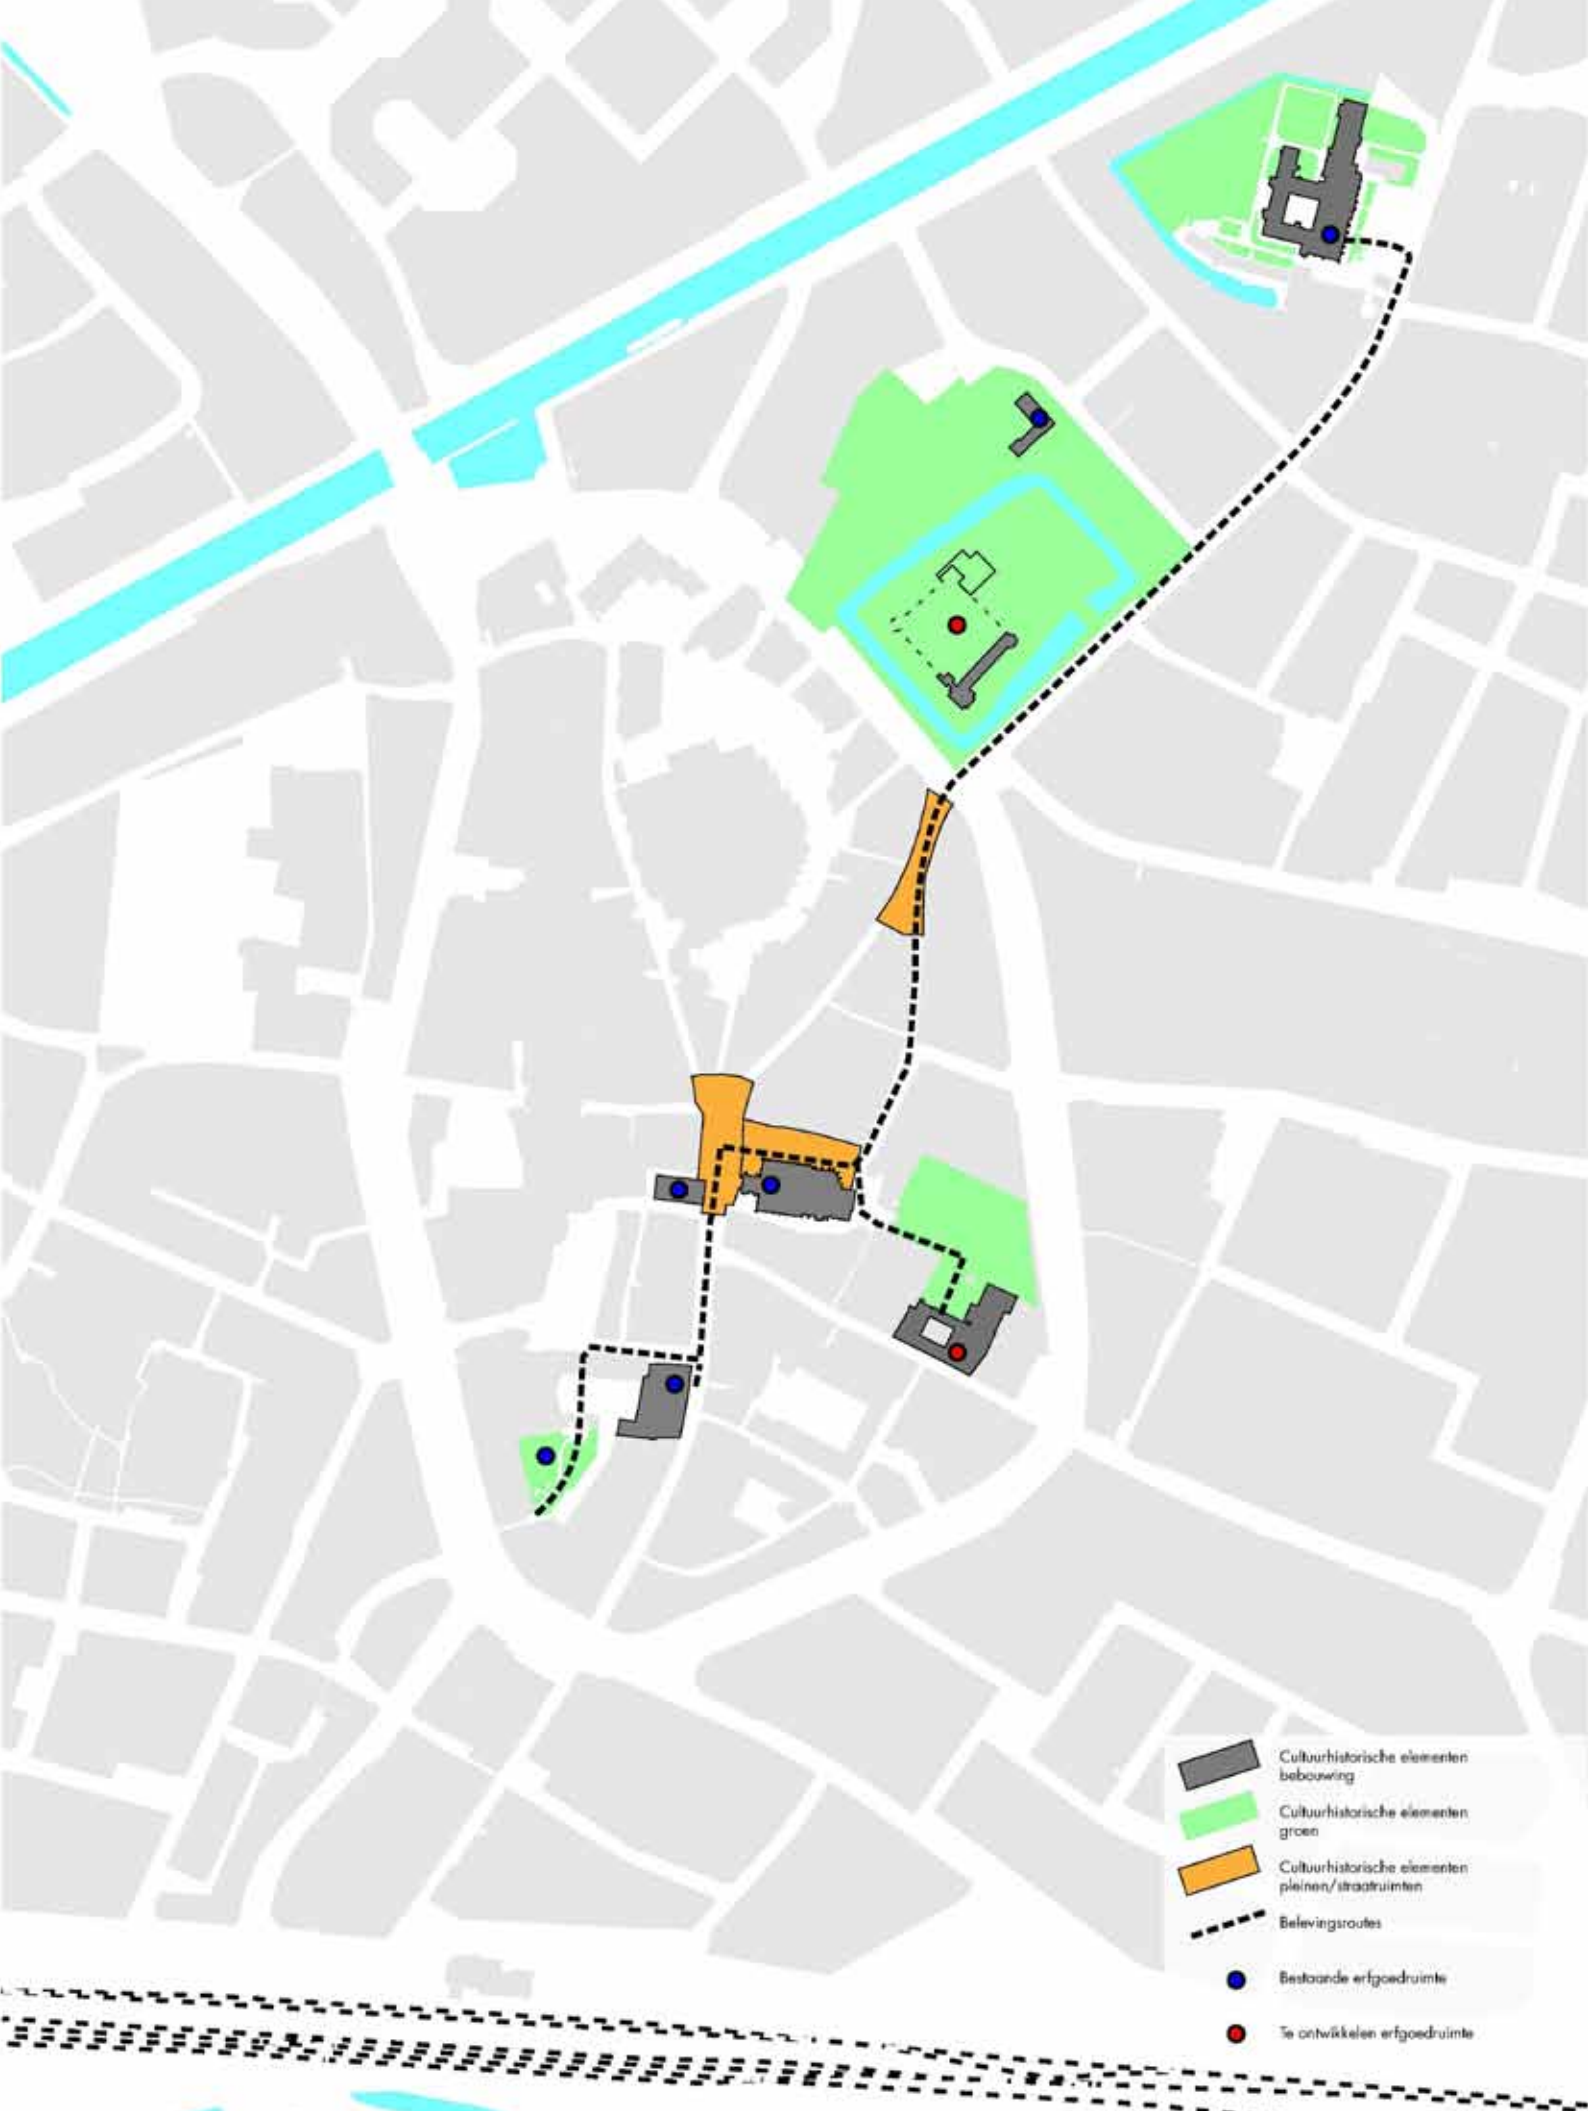 Cultuurhistorische elementen
bebouwing
Cultuurhistorische elementen
groen
Cultuurhistorische elementen
pleinen/straatruimten
Belevingsroutes
Bestaande erfgoedruimte
Te ontwikkelen erfgoedruimte